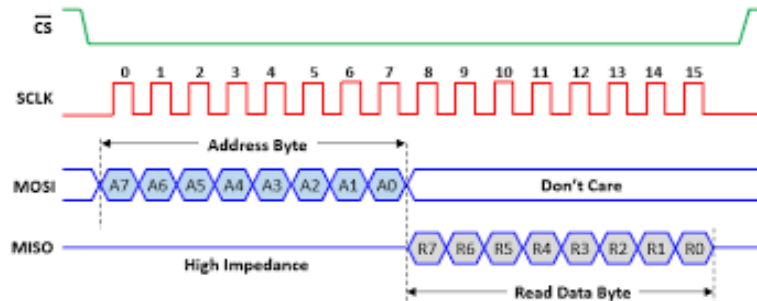 CS
0 1 2 3 4 5 6 7 8 9 10 11 12 13 14 15
SCLK
Address Byte
MOSI A7 A6 A5 A4 A3 A2 A1 A0 Don't Care
MISO R7 R6 R5 R4 R3 R2 R1 R0
High Impedance
Read Data Byte